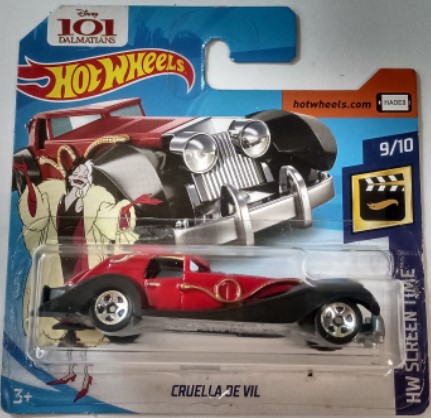 Disney
101
DALMATIANS
HOT WHEELS
hotwheels.com
9/10
HW SCREEN TIME
3+
CRUELLA DE VIL